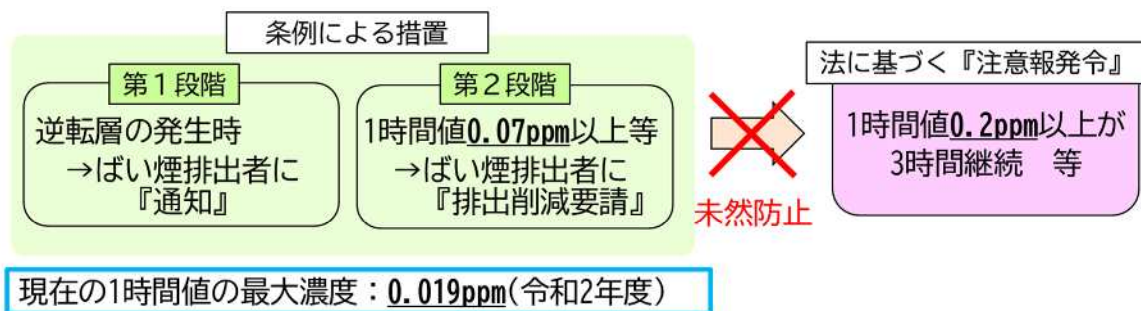 条例による措置
第1段階
逆転層の発生時
→ばい煙排出者に
『通知』
第2段階
1時間値0.07ppm以上等
→ばい煙排出者に
『排出削減要請』
未然防止
法に基づく『注意報発令』
1時間値0.2ppm以上が
3時間継続 等
現在の1時間値の最大濃度：0.019ppm(令和2年度)